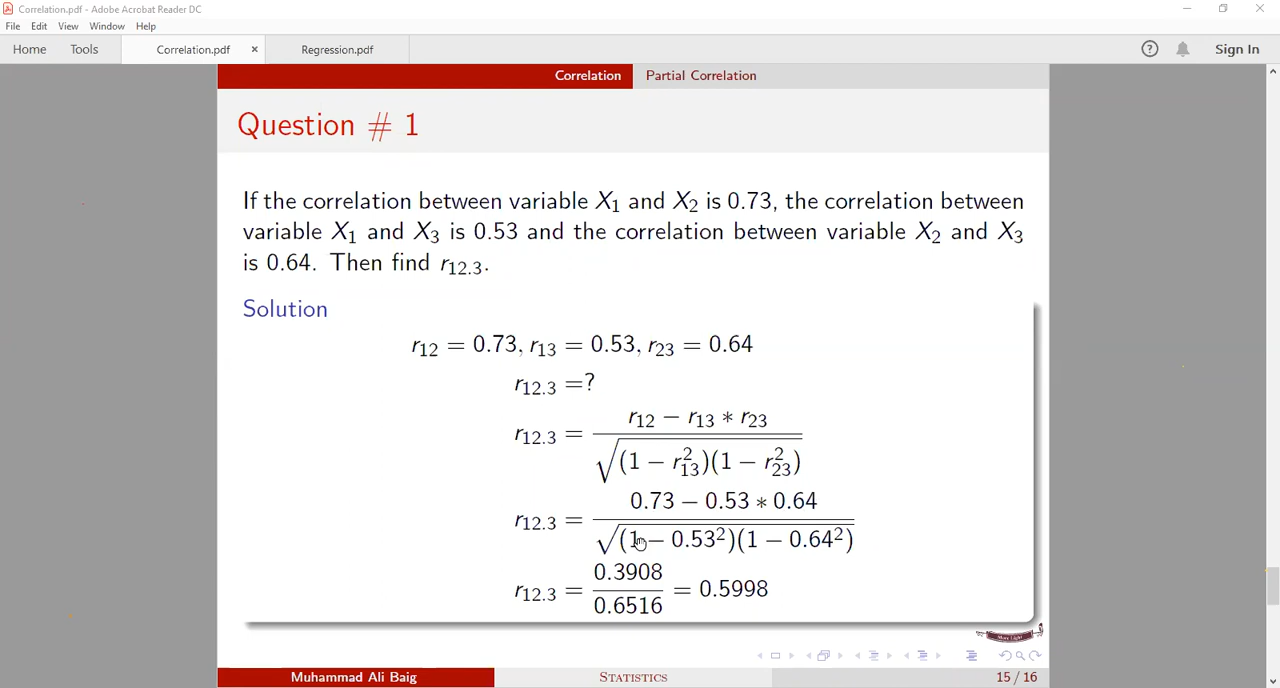 Correlation.pdf - Adobe Acrobat Reader DC
File Edit View Window Help
Home Tools Correlation.pdf × Regression.pdf Sign In
Correlation Partial Correlation
Question # 1
If the correlation between variable X₁ and X₂ is 0.73, the correlation between
variable X₁ and X₃ is 0.53 and the correlation between variable X₂ and X₃
is 0.64. Then find r₁₂.₃.
Solution
r₁₂ = 0.73, r₁₃ = 0.53, r₂₃ = 0.64
r₁₂.₃ =?
r₁₂.₃ = (r₁₂ − r₁₃ ∗ r₂₃) / √((1 − r₁₃²)(1 − r₂₃²))
r₁₂.₃ = (0.73 − 0.53 ∗ 0.64) / √((1 − 0.53²)(1 − 0.64²))
r₁₂.₃ = 0.3908 / 0.6516 = 0.5998
Muhammad Ali Baig STATISTICS 15 / 16